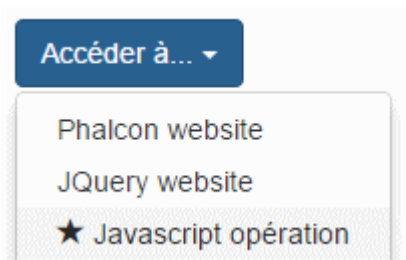 Accéder à...
Phalcon website
JQuery website
★ Javascript opération